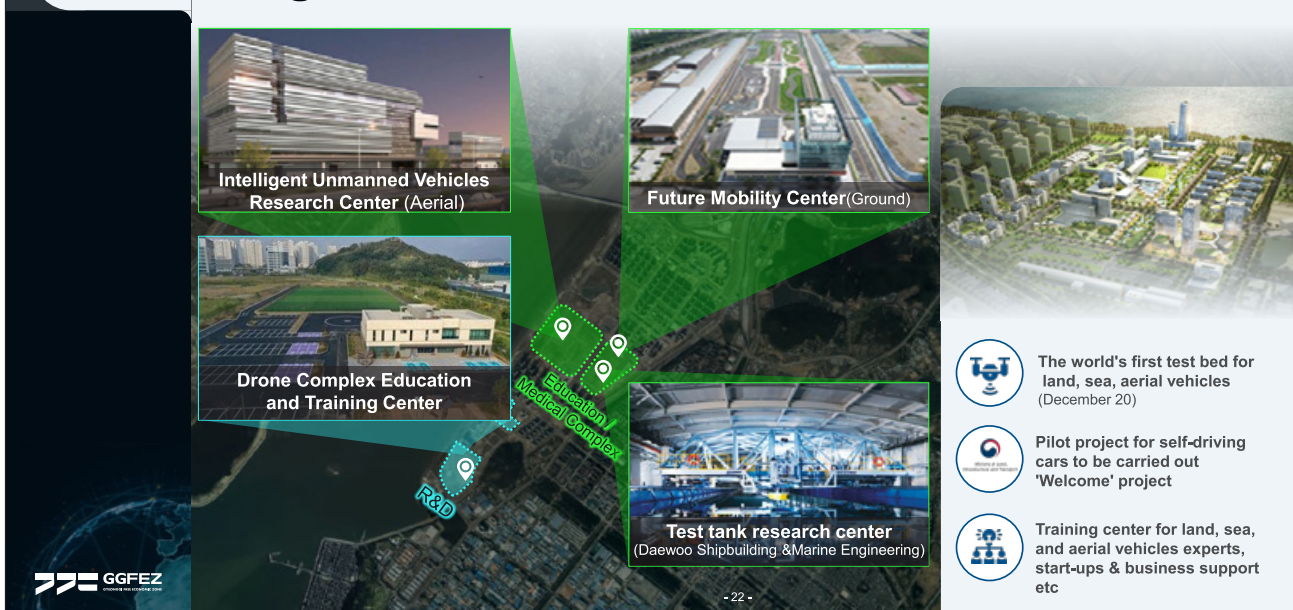 Intelligent Unmanned Vehicles
Research Center (Aerial)
Future Mobility Center(Ground)
Drone Complex Education
and Training Center
Education /
Medical Complex
R&D
Test tank research center
(Daewoo Shipbuilding &Marine Engineering)
The world's first test bed for
land, sea, aerial vehicles
(December 20)
Pilot project for self-driving
cars to be carried out
'Welcome' project
Training center for land, sea,
and aerial vehicles experts,
start-ups & business support
etc
GGFEZ
- 22 -